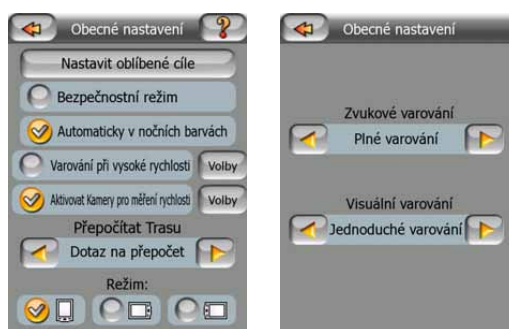 Obecné nastavení
?
Nastavit oblíbené cíle
Bezpečnostní režim
Automaticky v nočních barvách
Varování při vysoké rychlosti
Volby
Aktivovat Kamery pro měření rychlosti
Volby
Přepočítat Trasu
Dotaz na přepočet
Režim:
Obecné nastavení
Zvukové varování
Plné varování
Visuální varování
Jednoduché varování